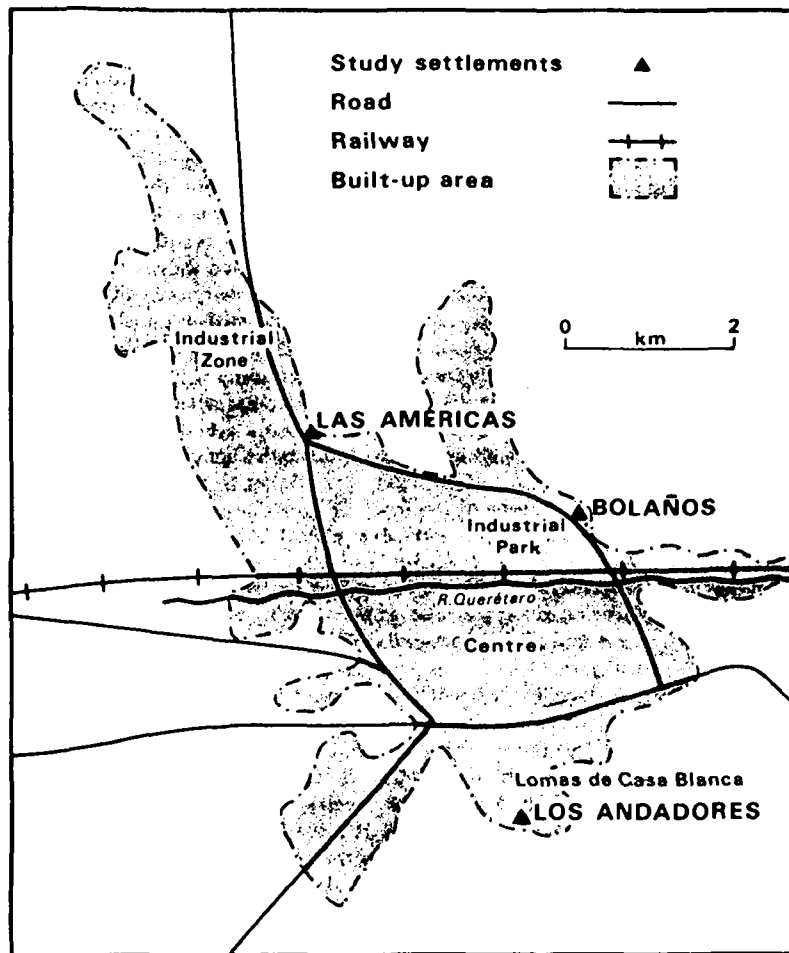 Study settlements
Road
Railway
Built-up area
0 2
km
Industrial
Zone
LAS AMÉRICAS
BOLAÑOS
Industrial
Park
R.Querétaro
Centre
Lomas de Casa Blanca
LOS ANDADORES